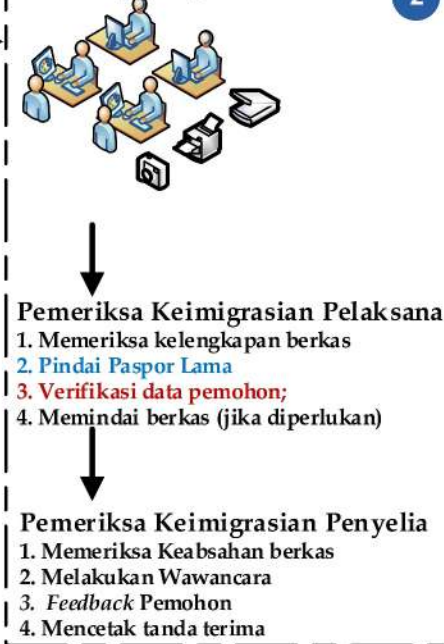 2
Pemeriksa Keimigrasian Pelaksana
1. Memeriksa kelengkapan berkas
2. Pindai Paspor Lama
3. Verifikasi data pemohon;
4. Memindai berkas (jika diperlukan)
Pemeriksa Keimigrasian Penyelia
1. Memeriksa Keabsahan berkas
2. Melakukan Wawancara
3. Feedback Pemohon
4. Mencetak tanda terima